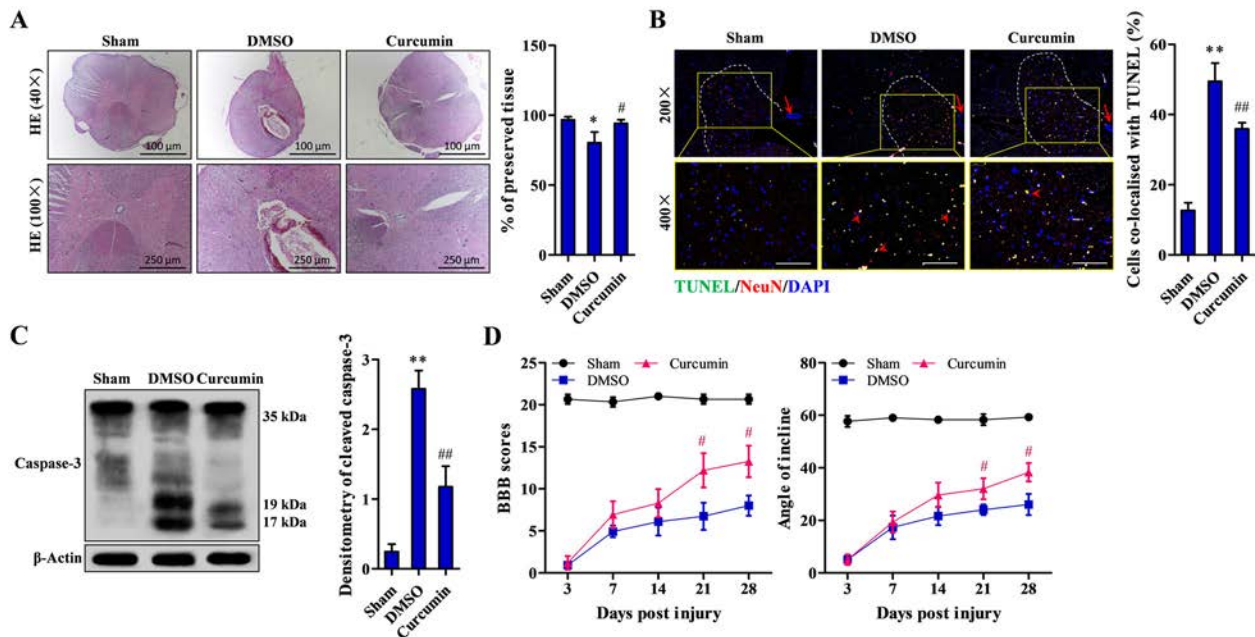 A
Sham
DMSO
Curcumin
HE (40×)
100 μm
100 μm
100 μm
HE (100×)
250 μm
250 μm
250 μm
% of preserved tissue
150
100
50
0
*
#
Sham
DMSO
Curcumin
B
Sham
DMSO
Curcumin
200×
400×
TUNEL/NeuN/DAPI
Cells co-localised with TUNEL (%)
60
40
20
0
**
##
Sham
DMSO
Curcumin
C
Sham
DMSO
Curcumin
Caspase-3
35 kDa
19 kDa
17 kDa
β-Actin
Densitometry of cleaved caspase-3
3
2
1
0
**
##
Sham
DMSO
Curcumin
D
Sham
Curcumin
DMSO
BBB scores
25
20
15
10
5
0
#
#
3
7
14
21
28
Days post injury
Sham
Curcumin
DMSO
Angle of incline
80
60
40
20
0
#
#
3
7
14
21
28
Days post injury